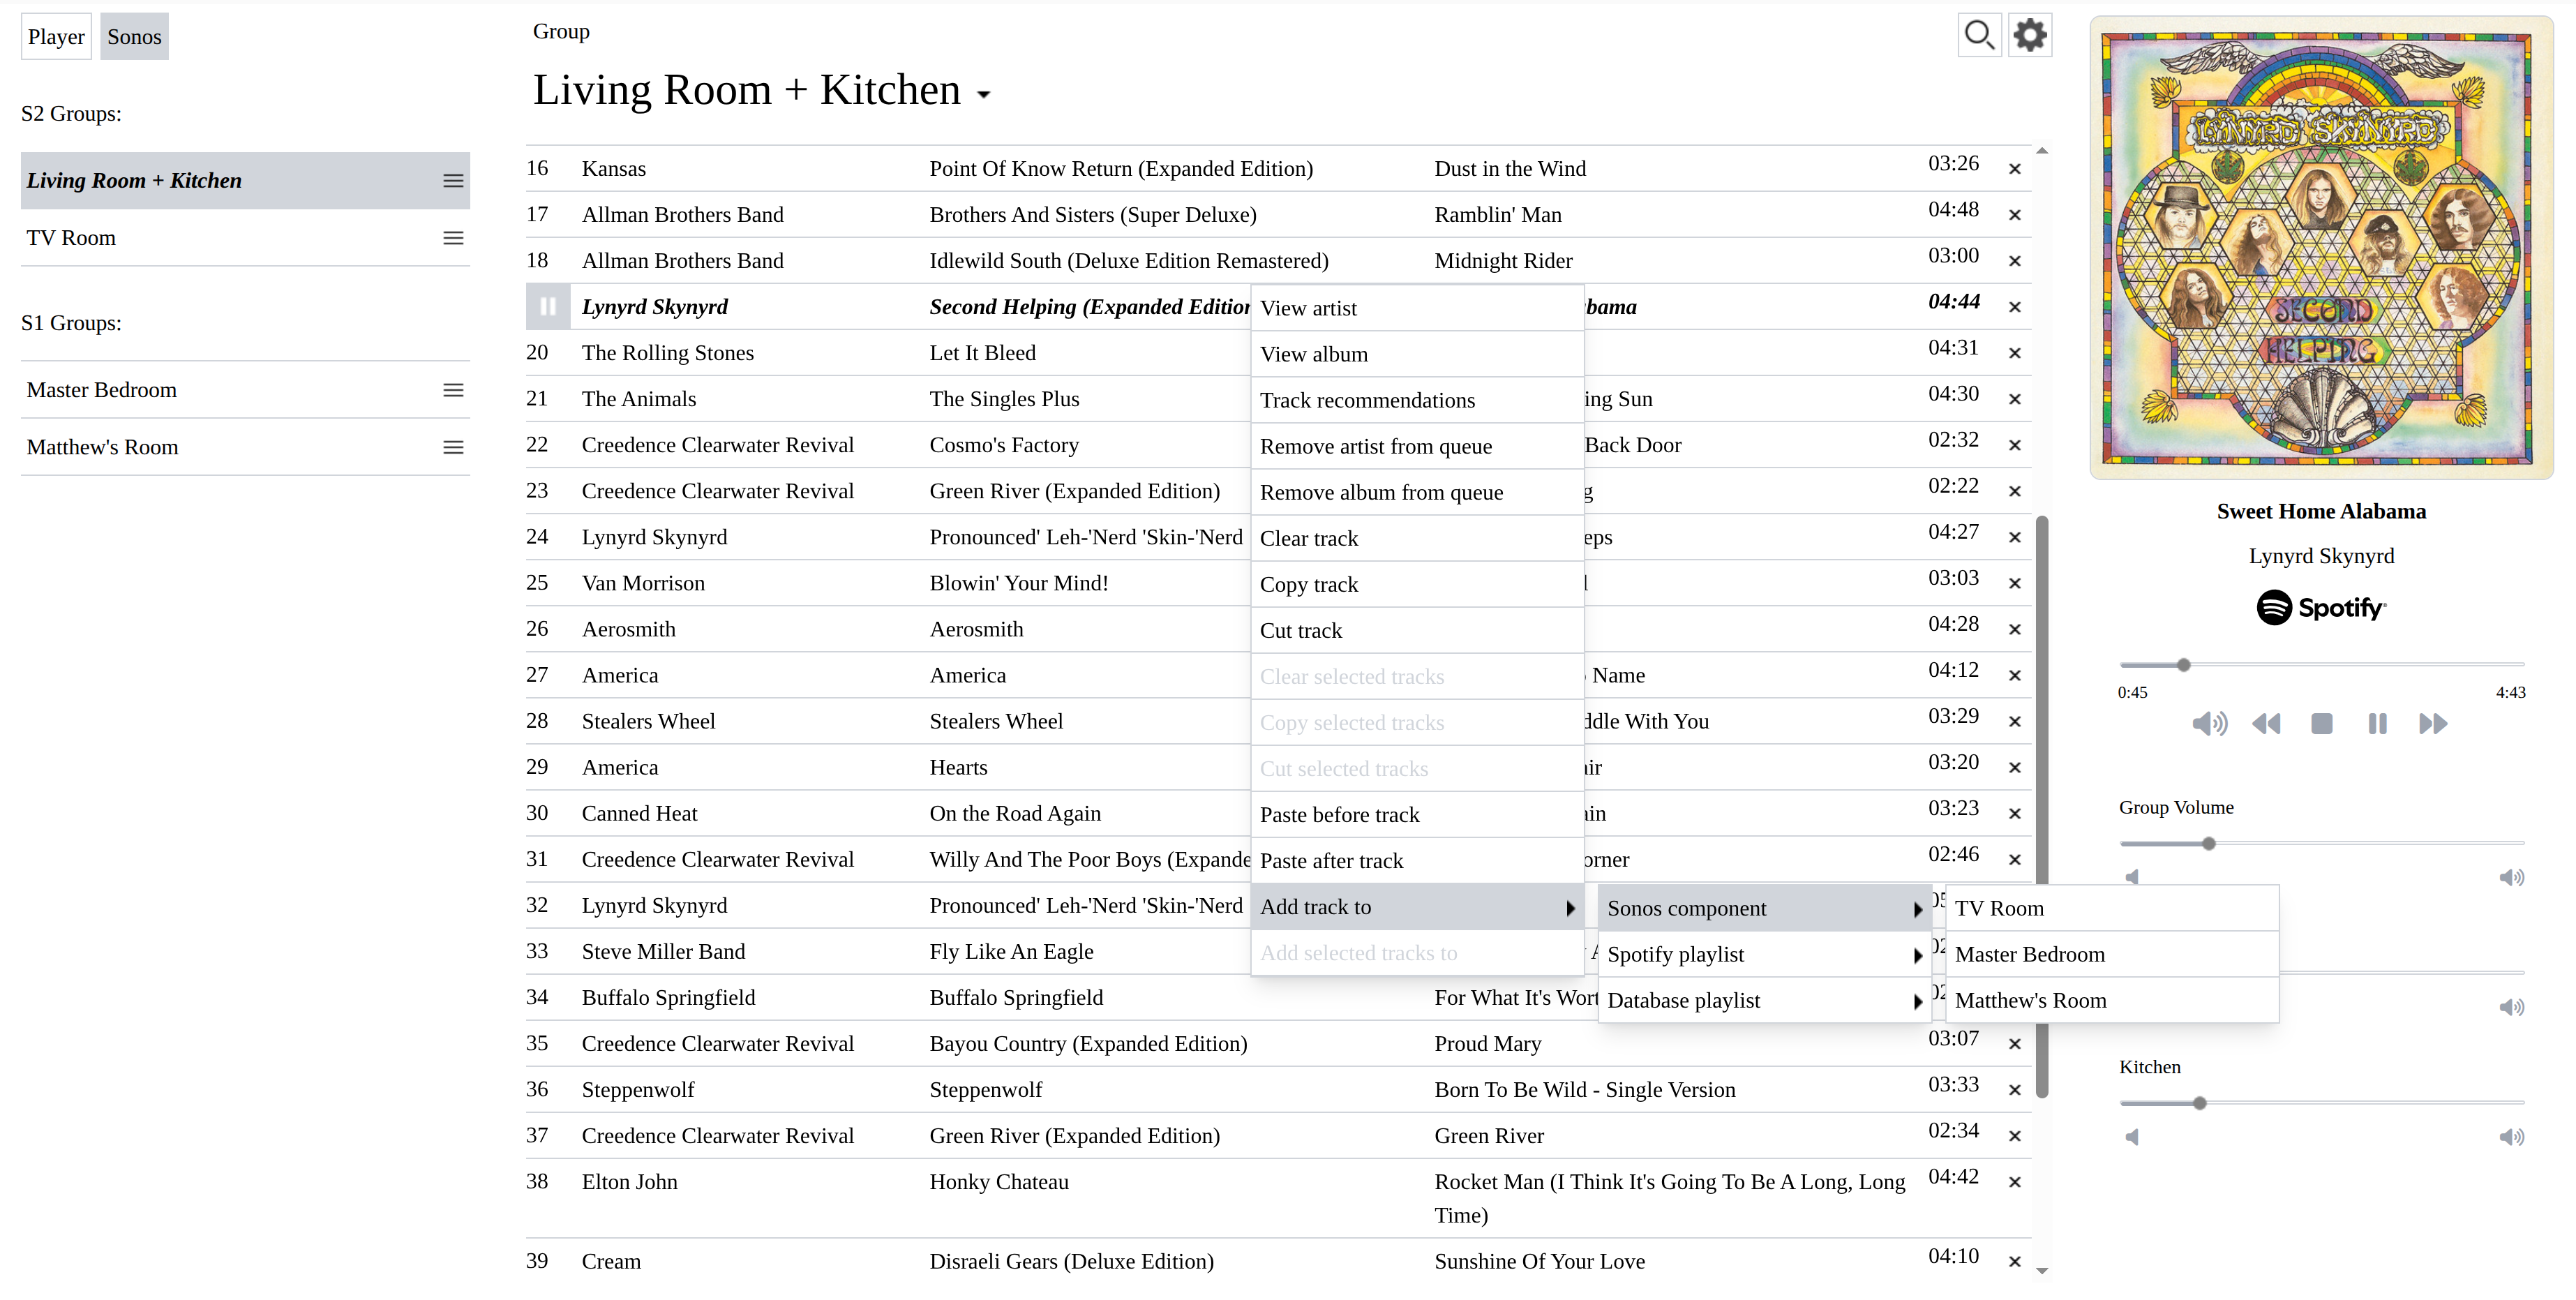 Player Sonos
S2 Groups:
Living Room + Kitchen
TV Room
S1 Groups:
Master Bedroom
Matthew's Room
Group
Living Room + Kitchen
16 Kansas Point Of Know Return (Expanded Edition) Dust in the Wind 03:26
17 Allman Brothers Band Brothers And Sisters (Super Deluxe) Ramblin' Man 04:48
18 Allman Brothers Band Idlewild South (Deluxe Edition Remastered) Midnight Rider 03:00
Lynyrd Skynyrd Second Helping (Expanded Edition bama 04:44
20 The Rolling Stones Let It Bleed 04:31
21 The Animals The Singles Plus ing Sun 04:30
22 Creedence Clearwater Revival Cosmo's Factory Back Door 02:32
23 Creedence Clearwater Revival Green River (Expanded Edition) g 02:22
24 Lynyrd Skynyrd Pronounced' Leh-'Nerd 'Skin-'Nerd eps 04:27
25 Van Morrison Blowin' Your Mind! 03:03
26 Aerosmith Aerosmith 04:28
27 America America Name 04:12
28 Stealers Wheel Stealers Wheel ddle With You 03:29
29 America Hearts air 03:20
30 Canned Heat On the Road Again ain 03:23
31 Creedence Clearwater Revival Willy And The Poor Boys (Expande orner 02:46
32 Lynyrd Skynyrd Pronounced' Leh-'Nerd 'Skin-'Nerd
33 Steve Miller Band Fly Like An Eagle
34 Buffalo Springfield Buffalo Springfield For What It's Wort
35 Creedence Clearwater Revival Bayou Country (Expanded Edition) Proud Mary 03:07
36 Steppenwolf Steppenwolf Born To Be Wild - Single Version 03:33
37 Creedence Clearwater Revival Green River (Expanded Edition) Green River 02:34
38 Elton John Honky Chateau Rocket Man (I Think It's Going To Be A Long, Long 04:42
Time)
39 Cream Disraeli Gears (Deluxe Edition) Sunshine Of Your Love 04:10
View artist
View album
Track recommendations
Remove artist from queue
Remove album from queue
Clear track
Copy track
Cut track
Clear selected tracks
Copy selected tracks
Cut selected tracks
Paste before track
Paste after track
Add track to
Add selected tracks to
Sonos component
Spotify playlist
Database playlist
TV Room
Master Bedroom
Matthew's Room
LYNYRD SKYNYRD
SECOND
HELPING
Sweet Home Alabama
Lynyrd Skynyrd
Spotify
0:45 4:43
Group Volume
Kitchen